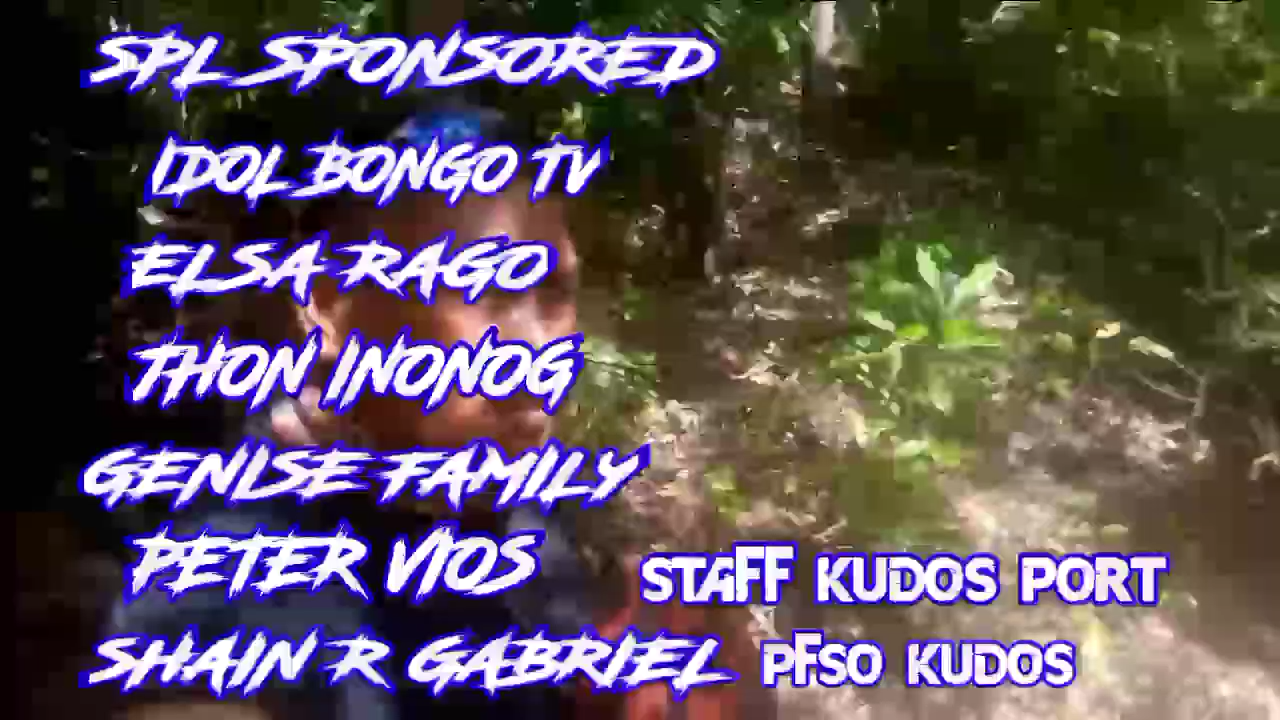 SPL SPONSORED
IDOL BONGO TV
ELSA RAGO
THON INONOG
GENISE FAMILY
PETER VIOS
STAFF KUDOS PORT
SHAIN R GABRIEL
PFSO KUDOS